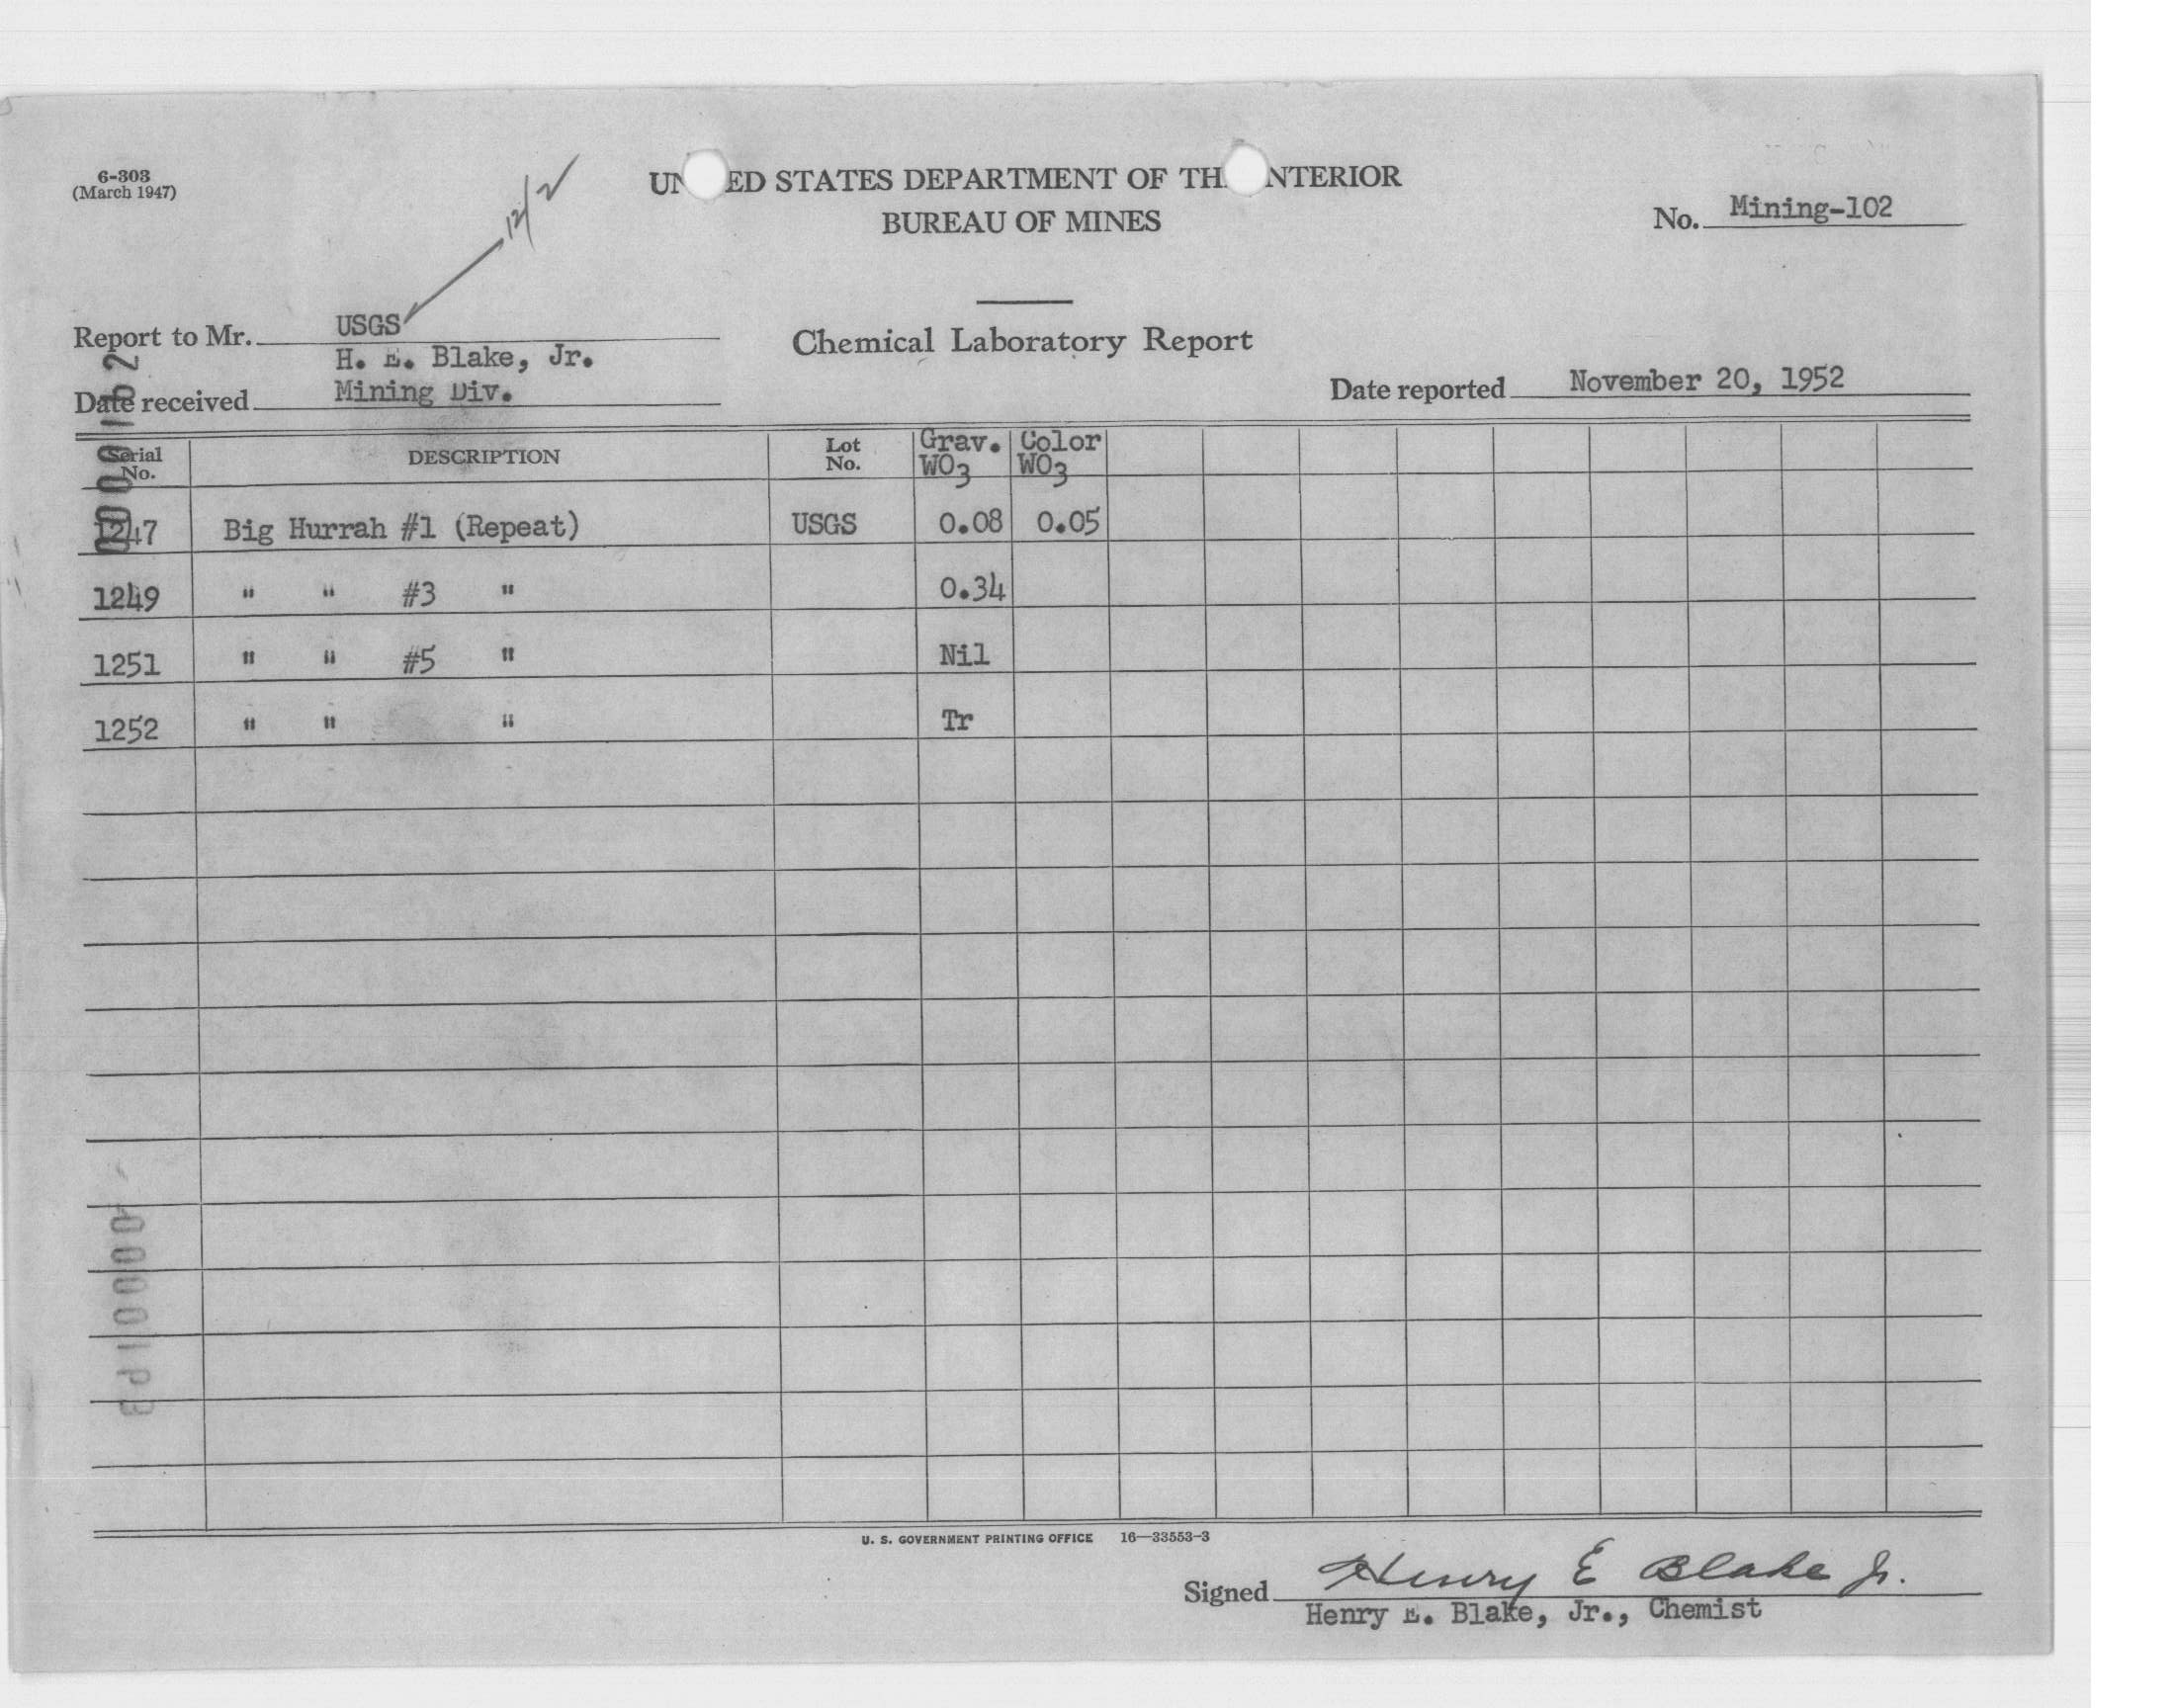 6-303
(March 1947)
12/2
UN ED STATES DEPARTMENT OF TH NTERIOR
BUREAU OF MINES
No. Mining-102
Report to Mr. USGS
H. E. Blake, Jr.
Date received Mining Div.
Chemical Laboratory Report
Date reported November 20, 1952
Serial No. DESCRIPTION Lot No. Grav. WO3 Color WO3
1247 Big Hurrah #1 (Repeat) USGS 0.08 0.05
1249 " " #3 " 0.34
1251 " " #5 " Nil
1252 " " " Tr
U. S. GOVERNMENT PRINTING OFFICE 16—33553-3
Signed Henry E Blake Jr.
Henry E. Blake, Jr., Chemist